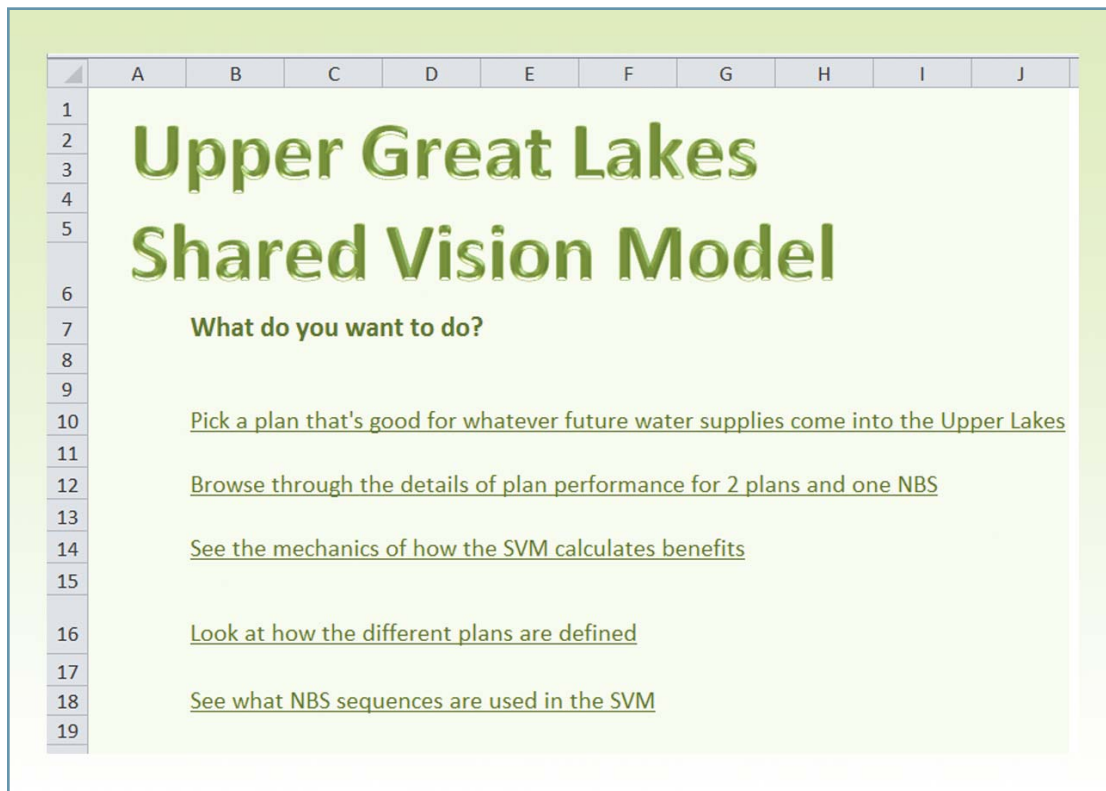 A B C D E F G H I J
1
2
Upper Great Lakes
3
4
5
Shared Vision Model
6
7 What do you want to do?
8
9
10 Pick a plan that's good for whatever future water supplies come into the Upper Lakes
11
12 Browse through the details of plan performance for 2 plans and one NBS
13
14 See the mechanics of how the SVM calculates benefits
15
16 Look at how the different plans are defined
17
18 See what NBS sequences are used in the SVM
19